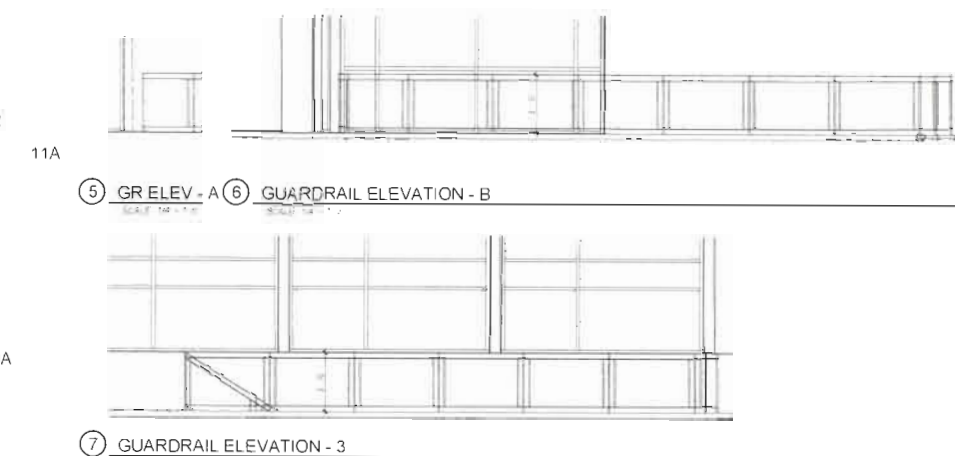 11A
5 GR ELEV - A
6 GUARDRAIL ELEVATION - B
A
7 GUARDRAIL ELEVATION - 3